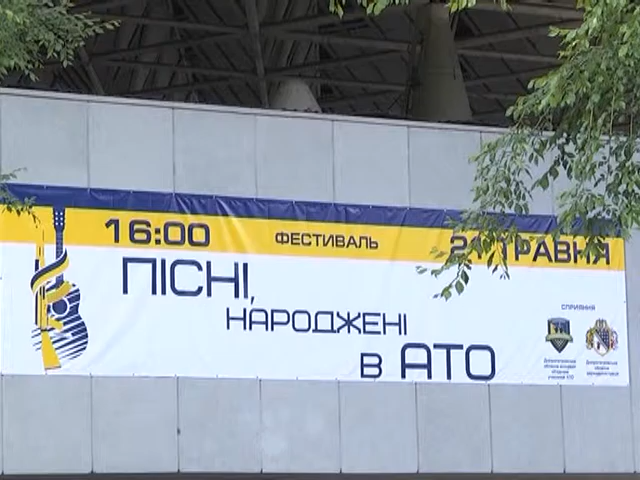 16:00 ФЕСТИВАЛЬ ТРАВНЯ
ПІСНІ,
НАРОДЖЕНІ
в АТО
СПРИЯННЯ